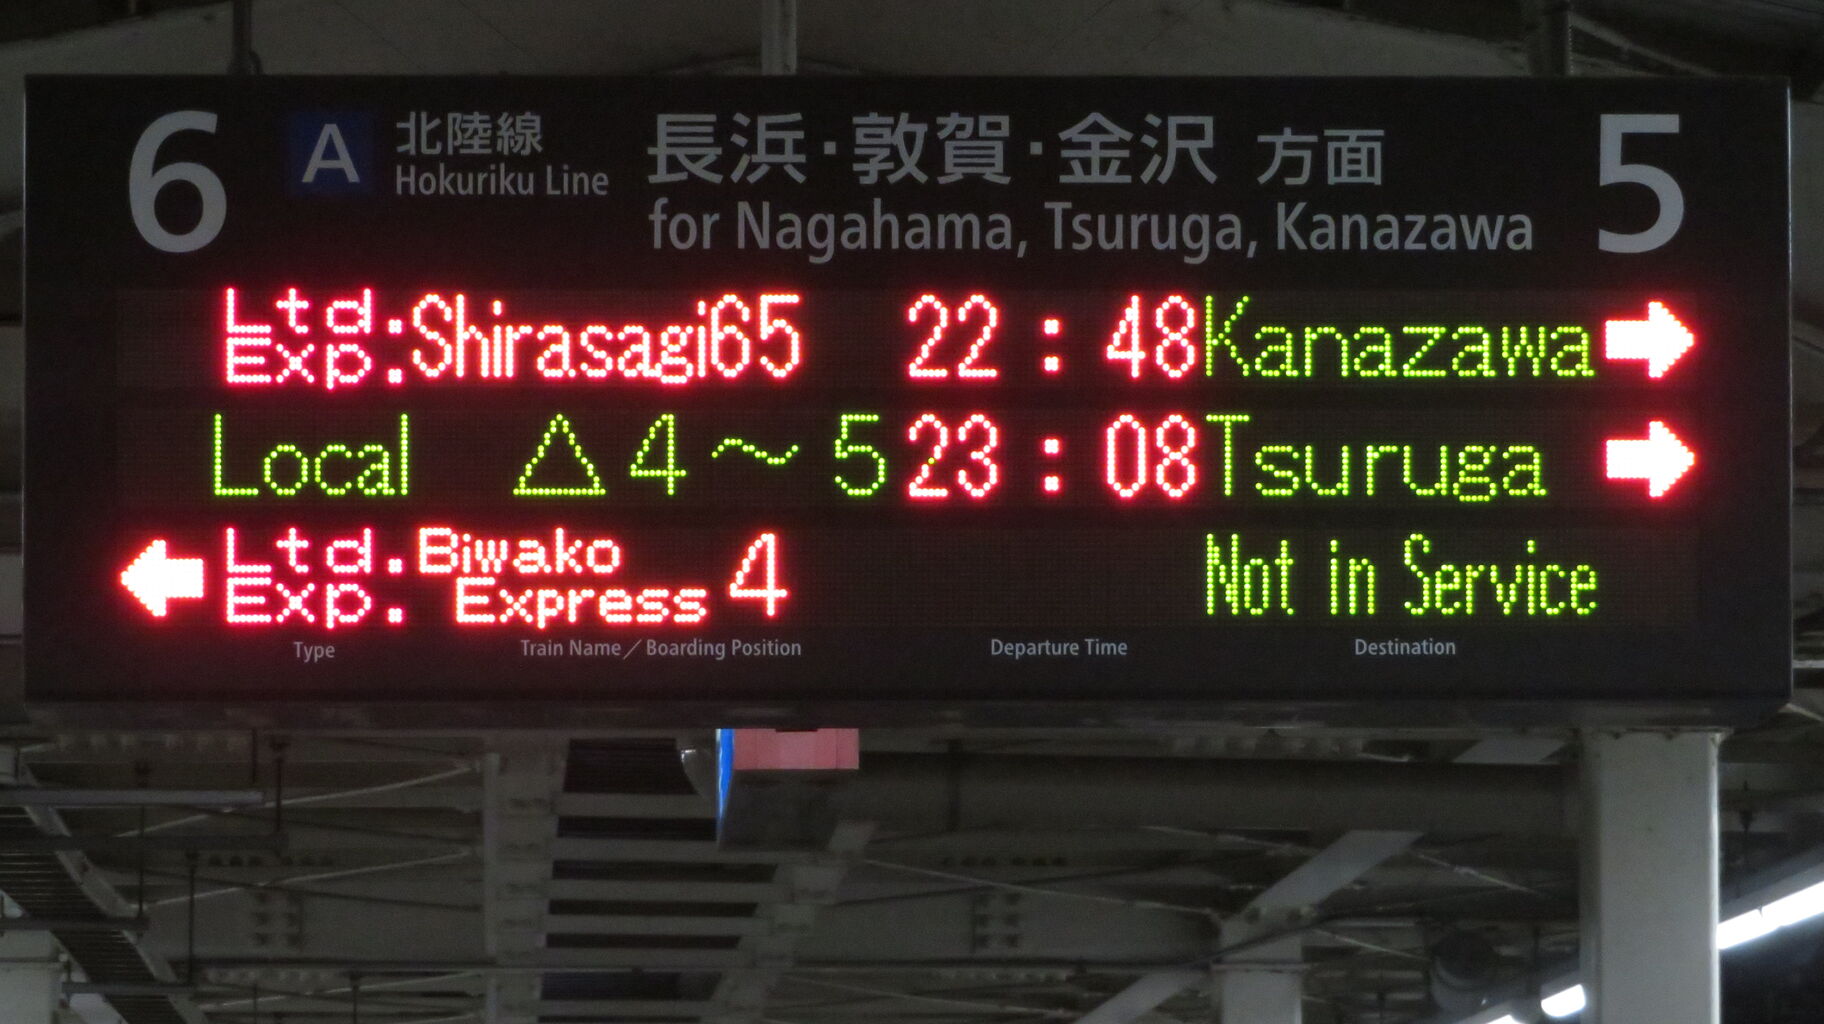 6 A 北陸線 長浜・敦賀・金沢 方面 5
Hokuriku Line for Nagahama, Tsuruga, Kanazawa
Ltd. Exp. : Shirasagi65 22:48 Kanazawa →
Local △4～5 23:08 Tsuruga →
← Ltd. Exp. Biwako Express 4 Not in Service
Type Train Name／Boarding Position Departure Time Destination